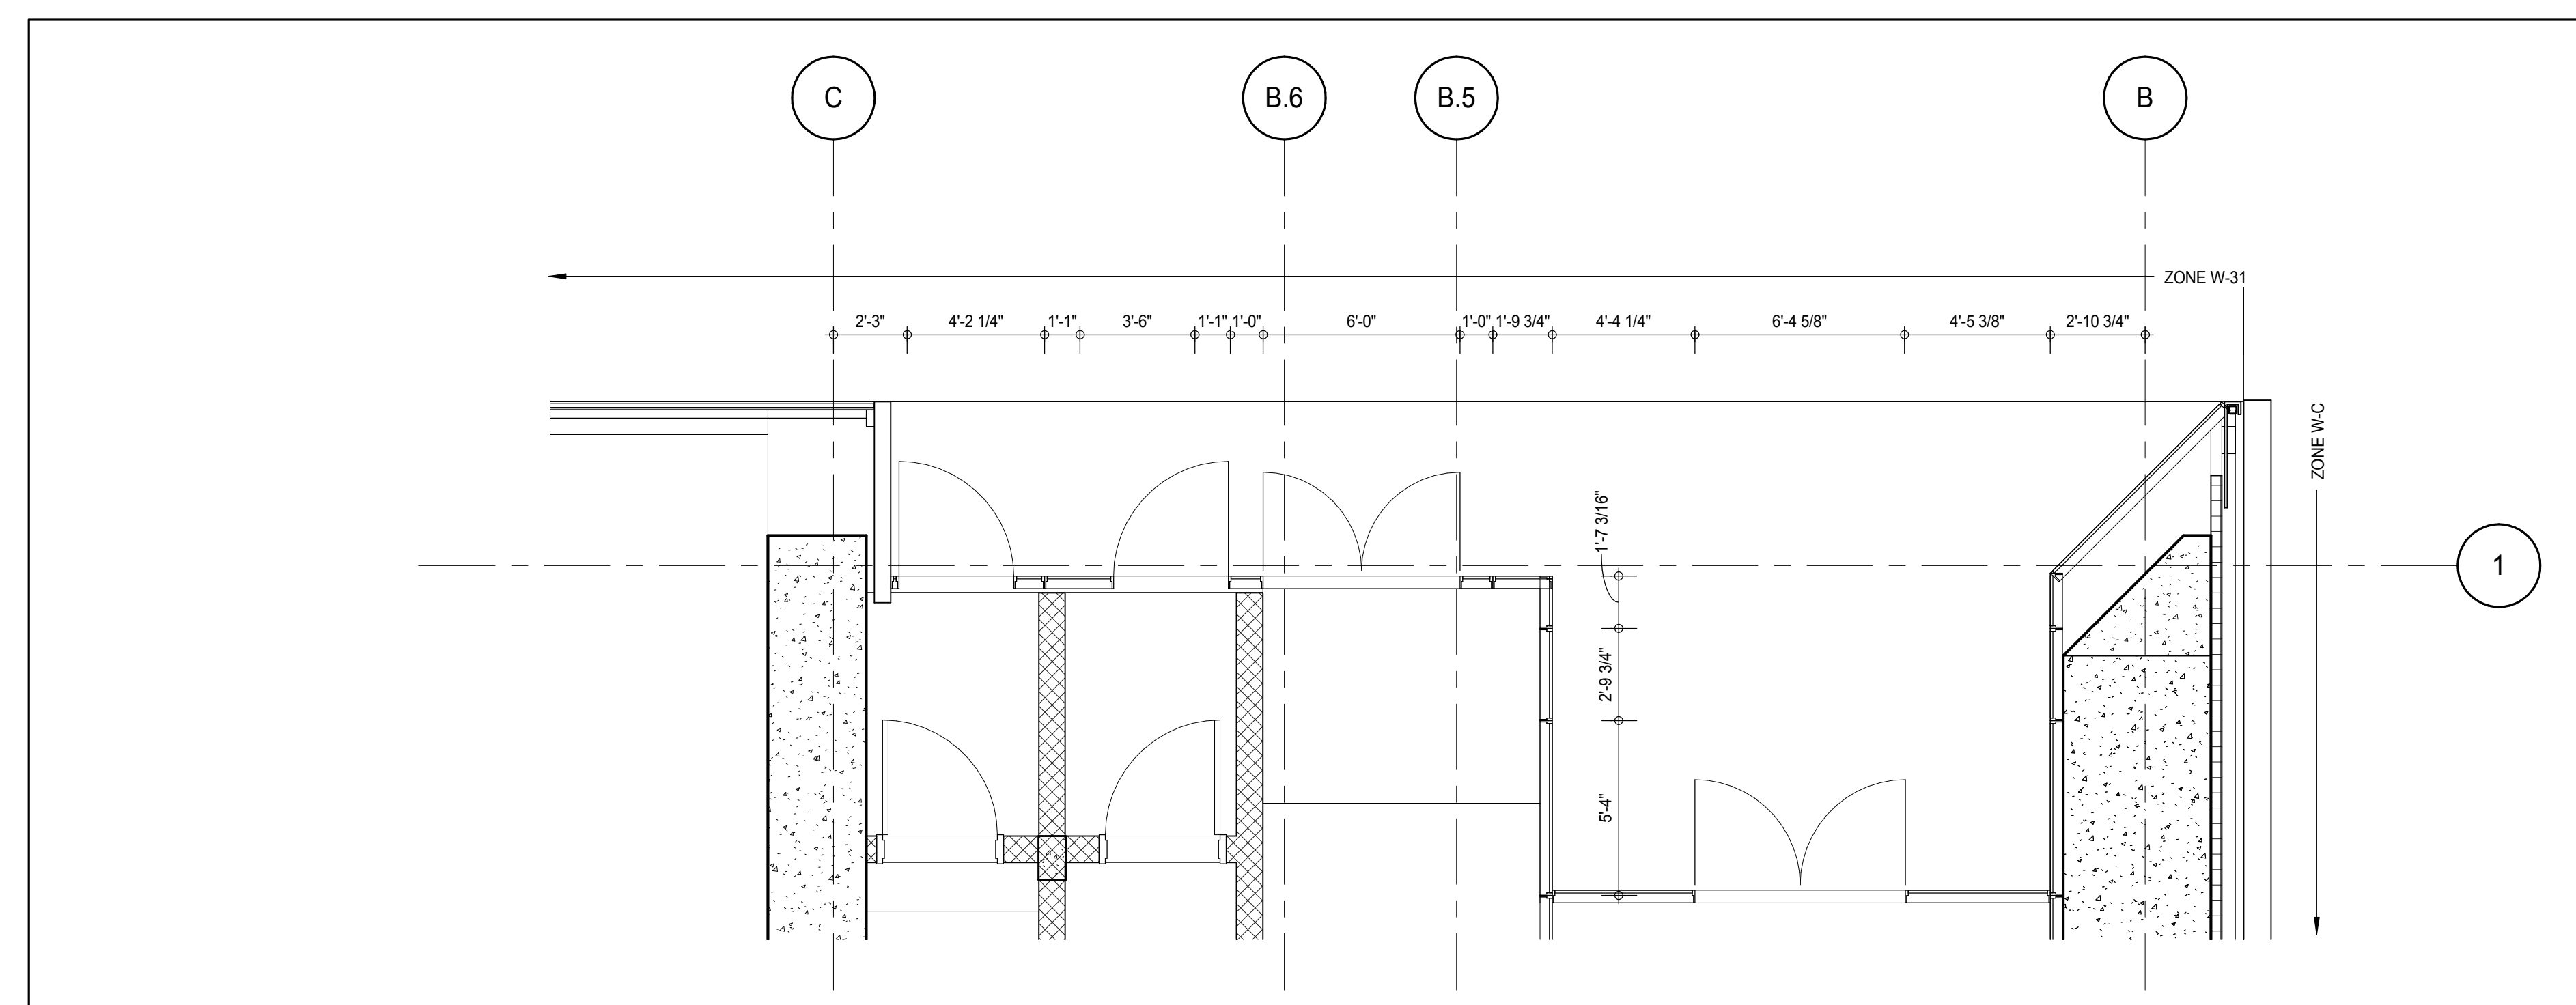 C
B.6
B.5
B
ZONE W-31
2'-3"
4'-2 1/4"
1'-1"
3'-6"
1'-1"
1'-0"
6'-0"
1'-0"
1'-9 3/4"
4'-4 1/4"
6'-4 5/8"
4'-5 3/8"
2'-10 3/4"
ZONE W-C
1'-7 3/16"
1
2'-9 3/4"
5'-4"